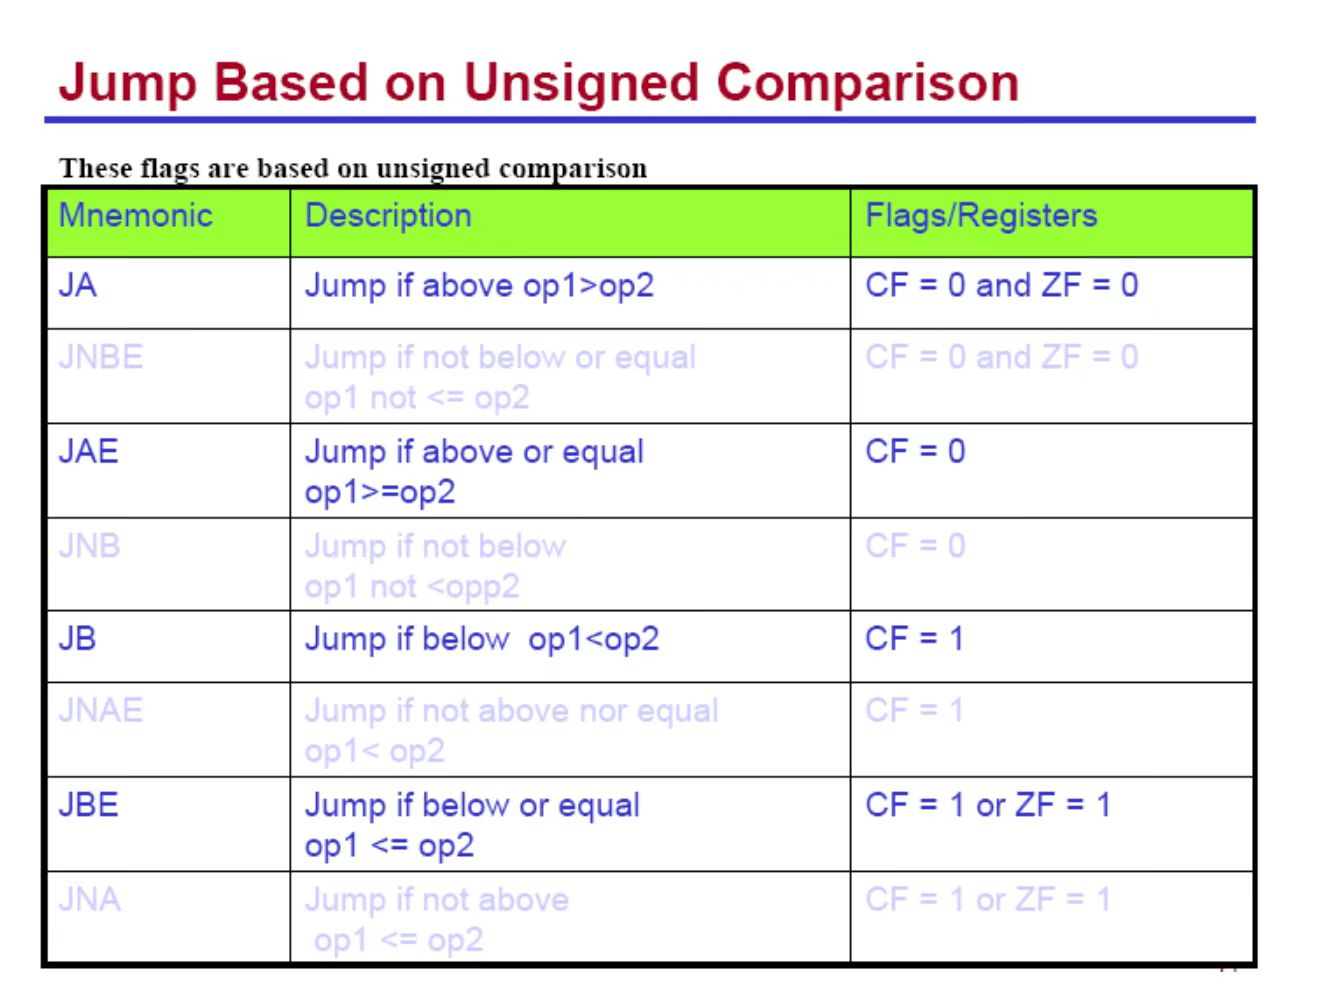 Jump Based on Unsigned Comparison
These flags are based on unsigned comparison
Mnemonic Description Flags/Registers
JA Jump if above op1>op2 CF = 0 and ZF = 0
JNBE Jump if not below or equal CF = 0 and ZF = 0
op1 not <= op2
JAE Jump if above or equal CF = 0
op1>=op2
JNB Jump if not below CF = 0
op1 not <opp2
JB Jump if below op1<op2 CF = 1
JNAE Jump if not above nor equal CF = 1
op1< op2
JBE Jump if below or equal CF = 1 or ZF = 1
op1 <= op2
JNA Jump if not above CF = 1 or ZF = 1
op1 <= op2